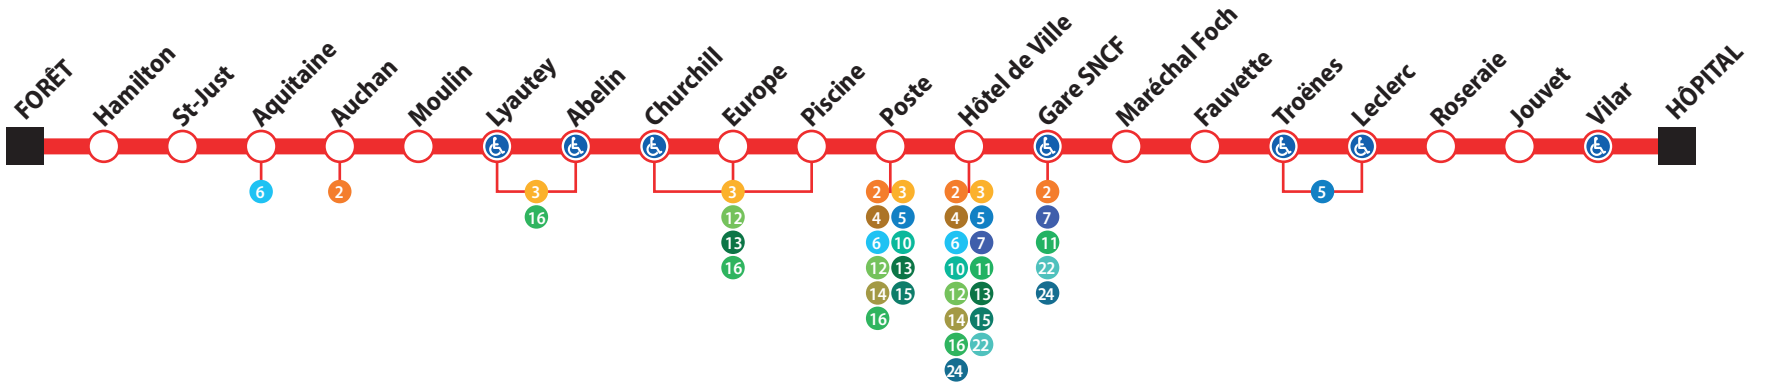 FORÊT
Hamilton
St-Just
Aquitaine
Auchan
Moulin
Lyautey
Abelin
Churchill
Europe
Piscine
Poste
Hôtel de Ville
Gare SNCF
Maréchal Foch
Fauvette
Troënes
Leclerc
Roseraie
Jouvet
Vilar
HÔPITAL
6
2
3
16
3
12
13
16
2 3
4 5
6 10
12 13
14 15
16
2 3
4 5
6 7
10 11
12 13
14 15
16 22
24
2
7
11
22
24
5